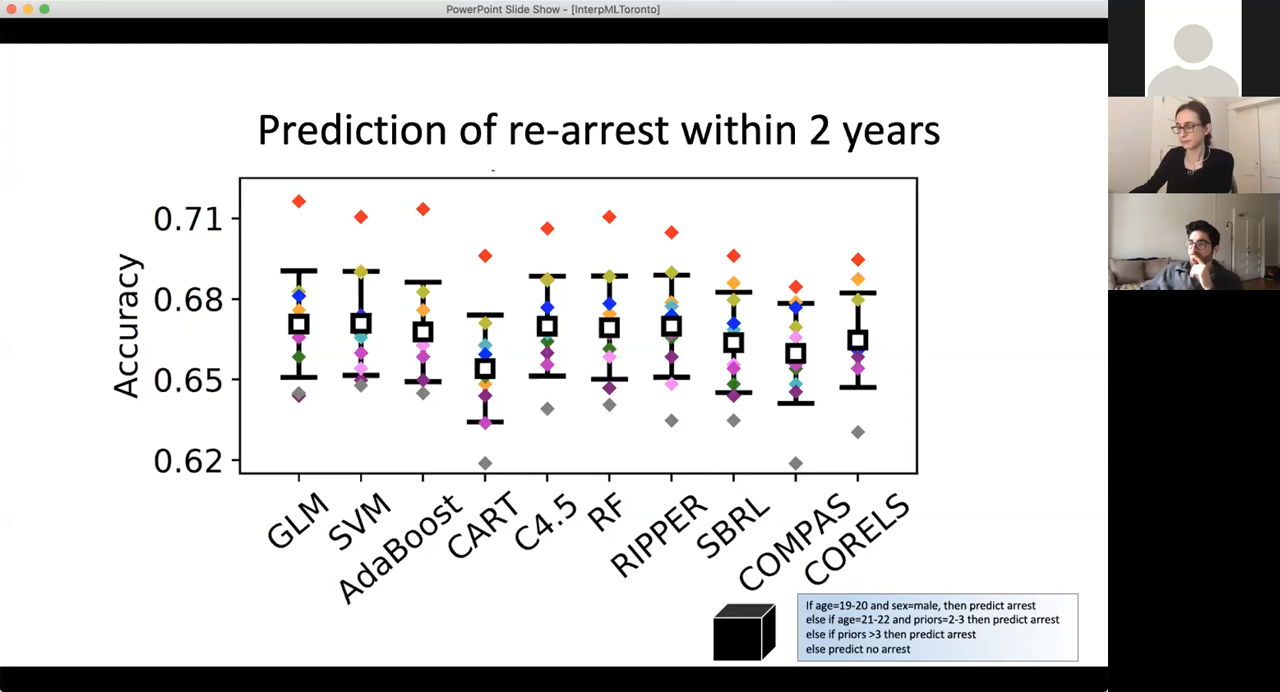 PowerPoint Slide Show - [InterpMLToronto]
Prediction of re-arrest within 2 years
Accuracy
0.71
0.68
0.65
0.62
GLM
SVM
AdaBoost
CART
C4.5
RF
RIPPER
SBRL
COMPAS
CORELS
If age=19-20 and sex=male, then predict arrest
else if age=21-22 and priors=2-3 then predict arrest
else if priors >3 then predict arrest
else predict no arrest